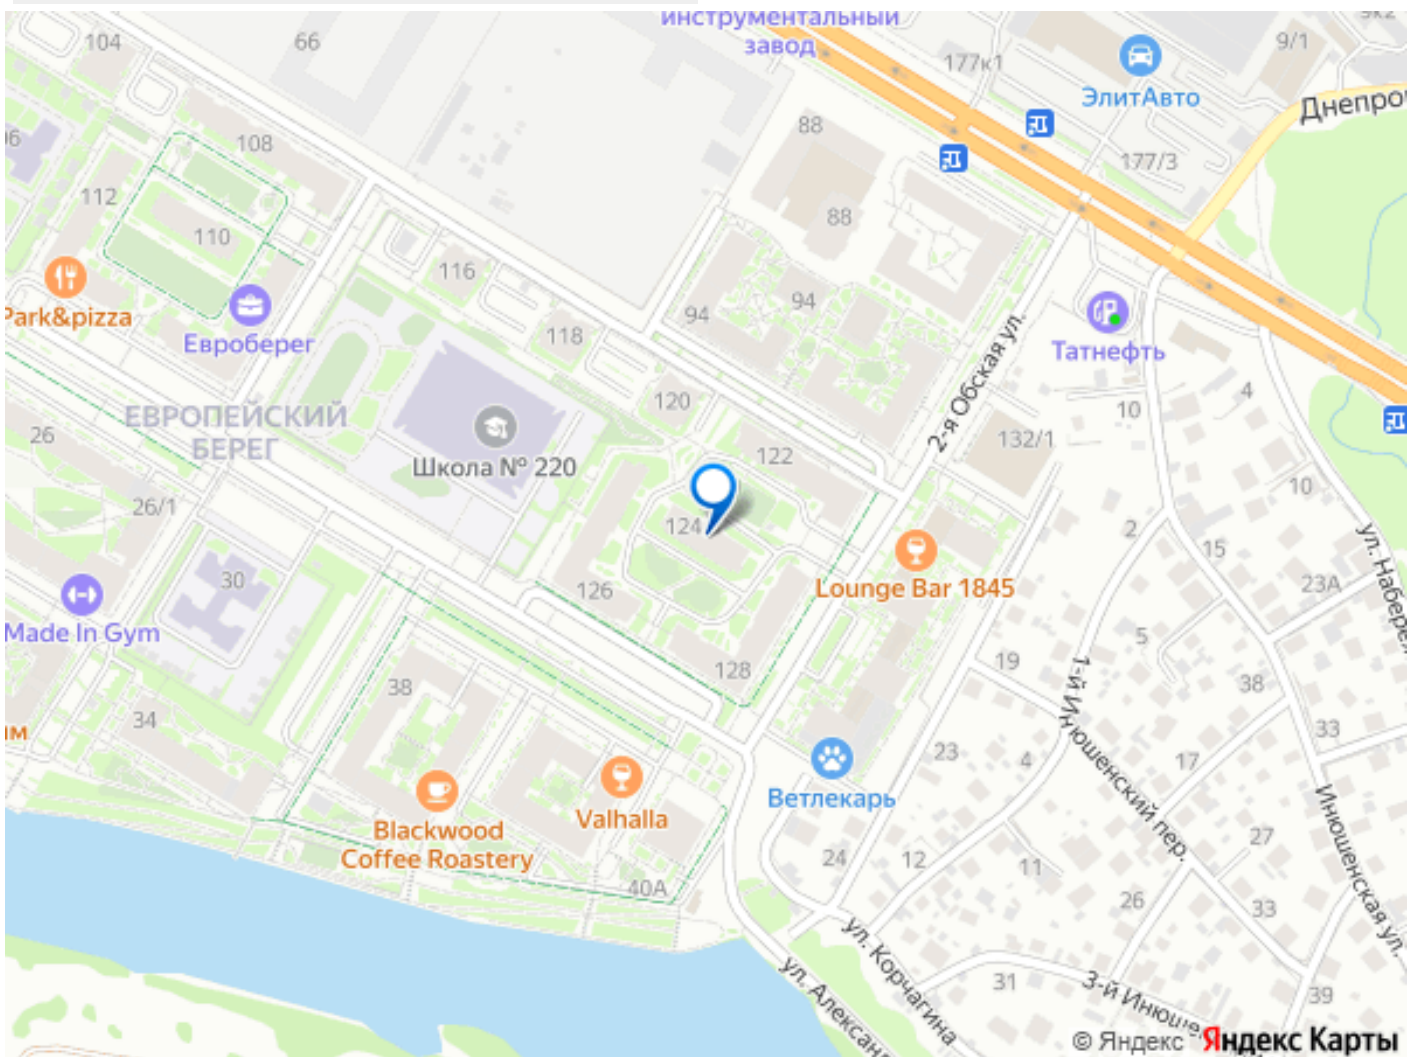 инструментальный
завод
104
66
177к1
9/1
ЭлитАвто
88
108
177/3
112
110
88
116
94
94
118
Park&pizza
Евроберег
Татнефть
2-я Обская ул.
120
10
4
ЕВРОПЕЙСКИЙ
БЕРЕГ
26
132/1
122
Школа № 220
10
26/1
124
2
15
ул. Набереж
23А
30
126
Lounge Bar 1845
Made In Gym
5
19
128
38
38
1-й Инюшенский пер.
34
33
23
4
17
Ветлекарь
Valhalla
Blackwood
Coffee Roastery
Инюшенская ул.
27
24
12
11
40А
26
33
ул. Корчагина
ул. Алексан
31
3-й Инюше
39
© Яндекс Яндекс Карты